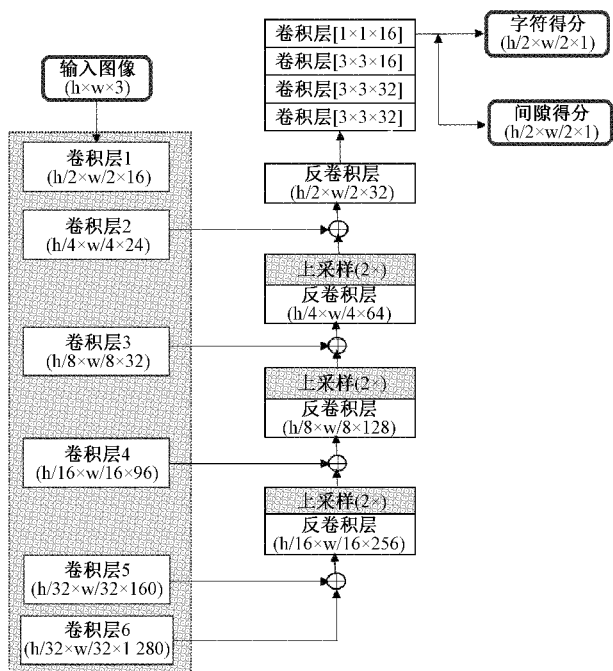 输入图像
(h×w×3)
卷积层1
(h/2×w/2×16)
卷积层2
(h/4×w/4×24)
卷积层3
(h/8×w/8×32)
卷积层4
(h/16×w/16×96)
卷积层5
(h/32×w/32×160)
卷积层6
(h/32×w/32×1 280)
卷积层[1×1×16]
卷积层[3×3×16]
卷积层[3×3×32]
卷积层[3×3×32]
反卷积层
(h/2×w/2×32)
上采样(2×)
反卷积层
(h/4×w/4×64)
上采样(2×)
反卷积层
(h/8×w/8×128)
上采样(2×)
反卷积层
(h/16×w/16×256)
字符得分
(h/2×w/2×1)
间隙得分
(h/2×w/2×1)